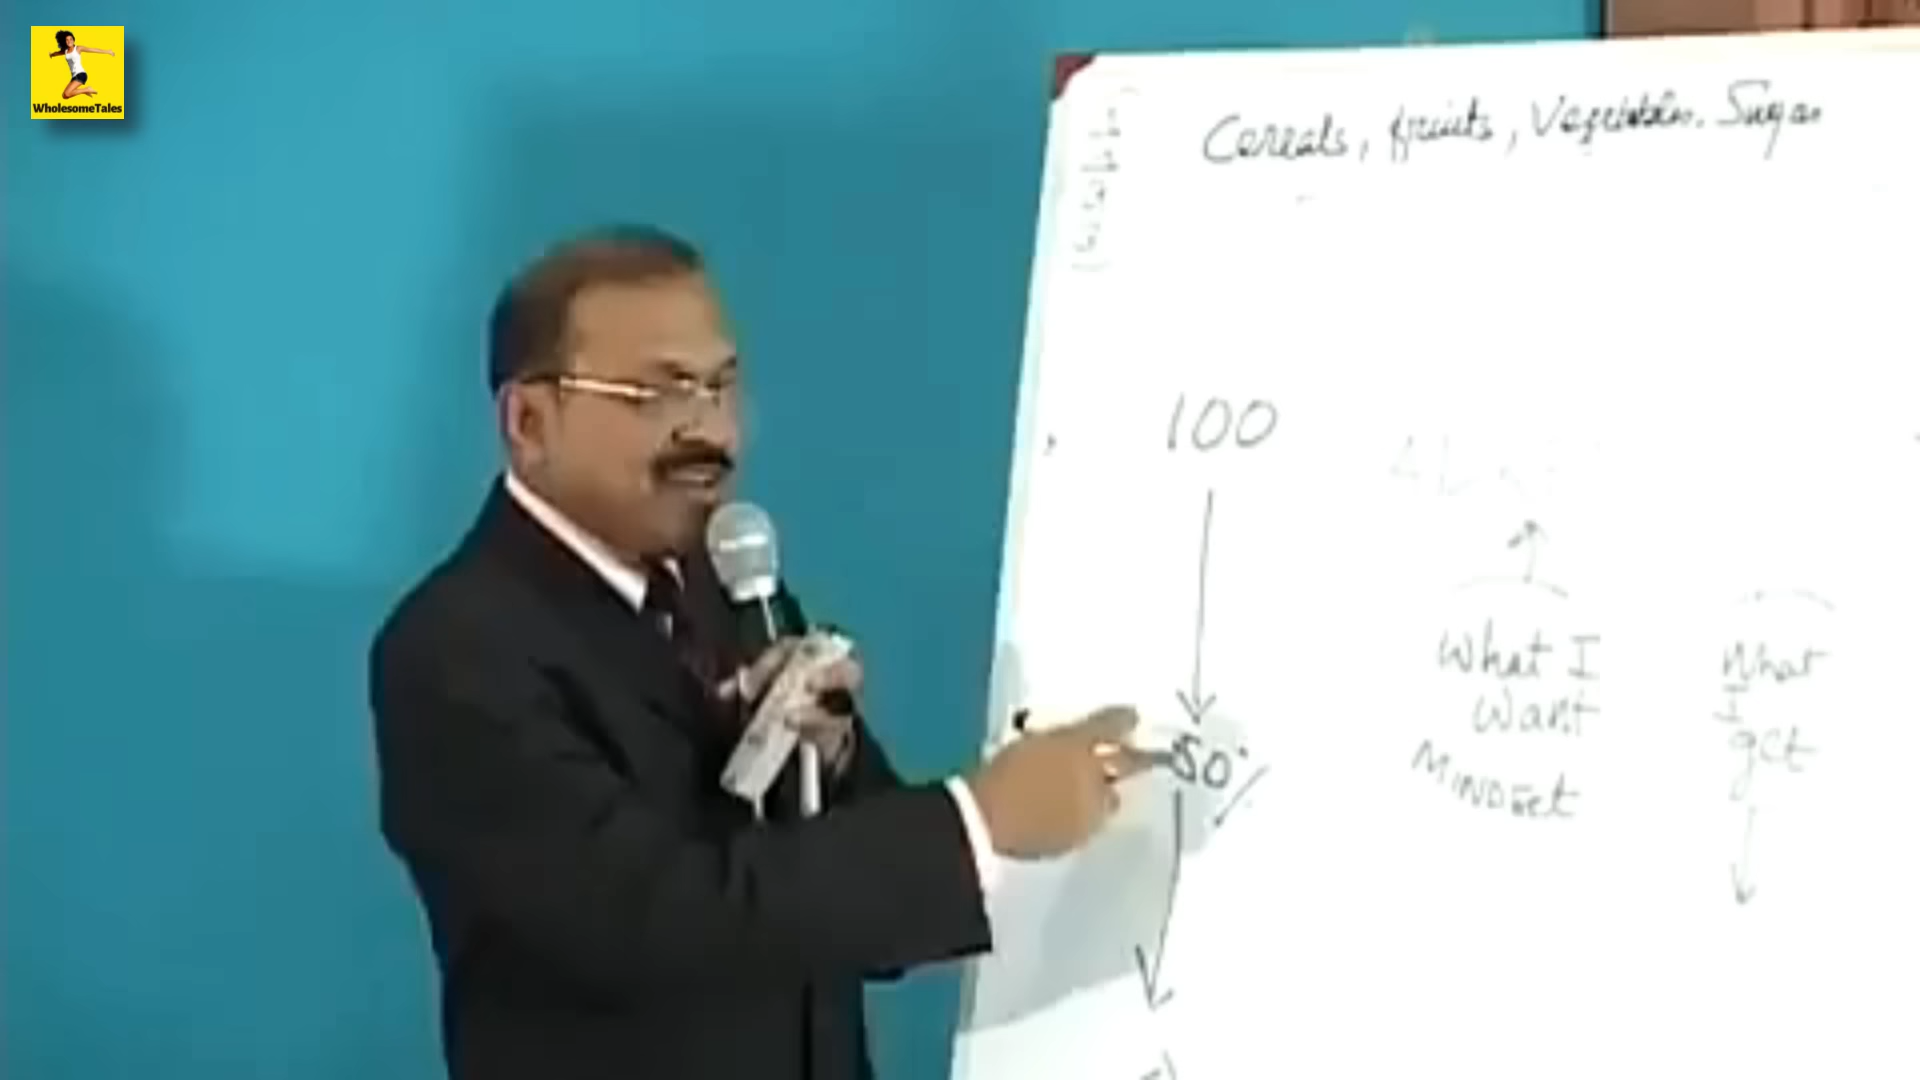 WholesomeTales
Cereals, fruits, Vegetables. Sugar
100
50%
What I
Want
MINDSet
What
I
get